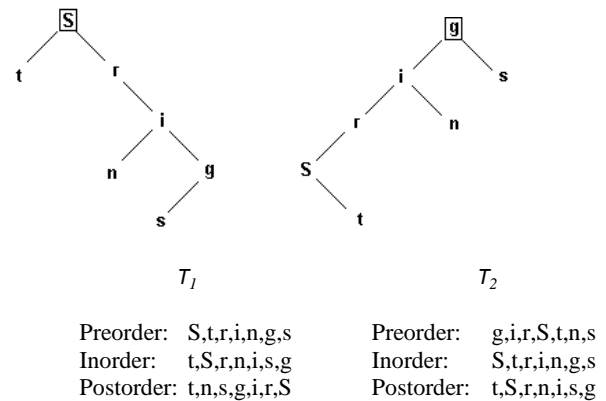 S
g
t
r
i
s
i
r
n
n
g
S
s
t
T1
T2
Preorder: S,t,r,i,n,g,s
Inorder: t,S,r,n,i,s,g
Postorder: t,n,s,g,i,r,S
Preorder: g,i,r,S,t,n,s
Inorder: S,t,r,i,n,g,s
Postorder: t,S,r,n,i,s,g